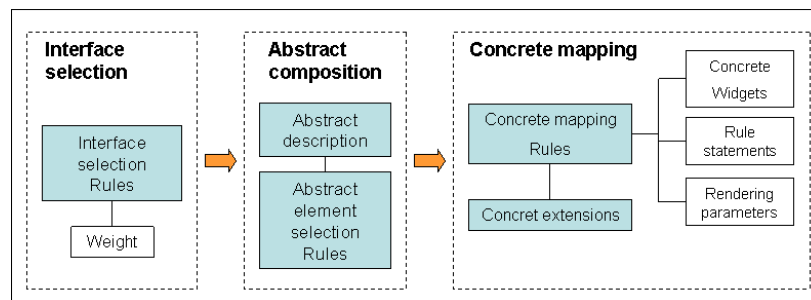 Interface
selection
Interface
selection
Rules
Weight
Abstract
composition
Abstract
description
Abstract
element
selection
Rules
Concrete mapping
Concrete mapping
Rules
Concret extensions
Concrete
Widgets
Rule
statements
Rendering
parameters